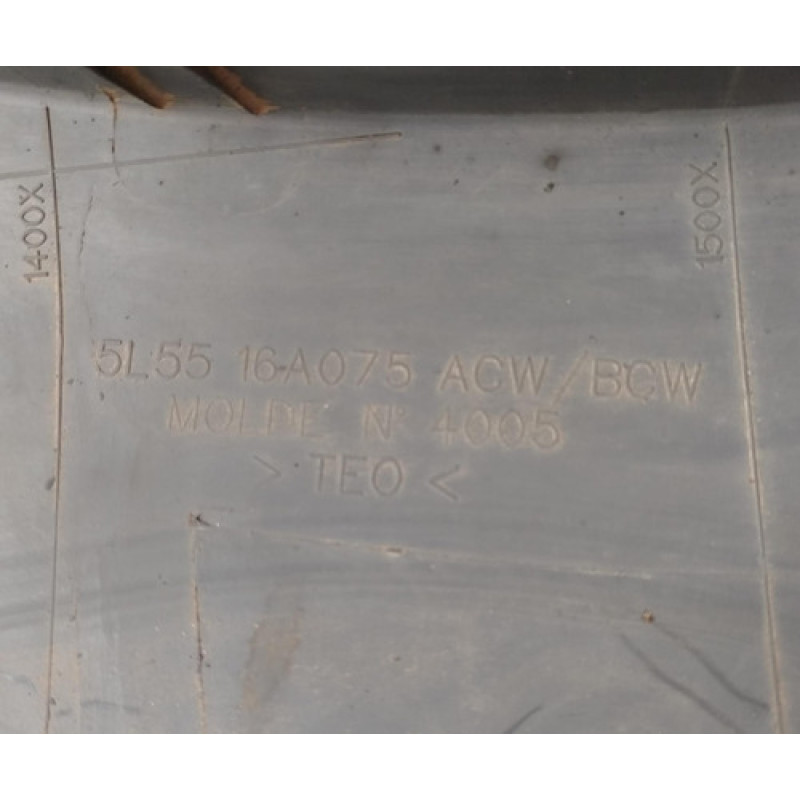 1400X
1500X
5L55 16A075 ACW/BCW
MOLDE Nº 4005
> TEO <